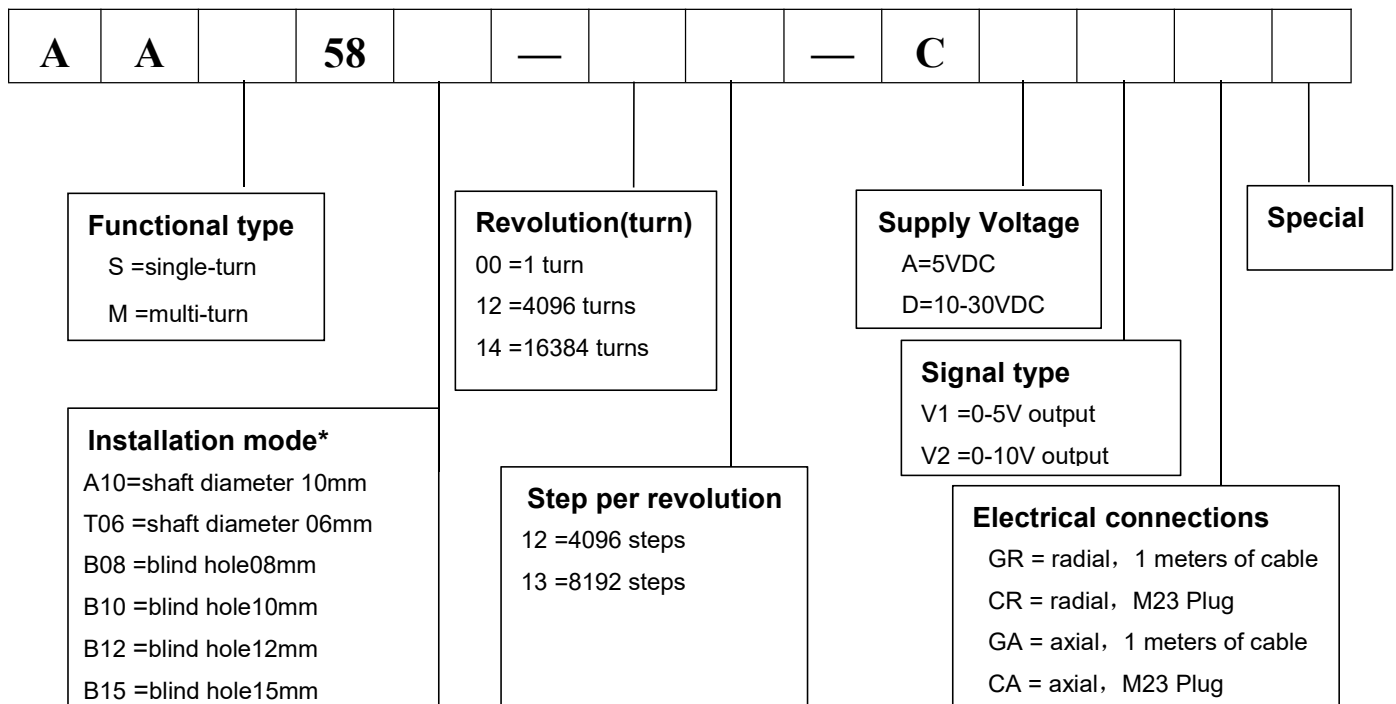 A A 58 — — C
Functional type
S =single-turn
M =multi-turn
Revolution(turn)
00 =1 turn
12 =4096 turns
14 =16384 turns
Supply Voltage
A=5VDC
D=10-30VDC
Special
Signal type
V1 =0-5V output
V2 =0-10V output
Installation mode*
A10=shaft diameter 10mm
T06 =shaft diameter 06mm
B08 =blind hole08mm
B10 =blind hole10mm
B12 =blind hole12mm
B15 =blind hole15mm
Step per revolution
12 =4096 steps
13 =8192 steps
Electrical connections
GR = radial，1 meters of cable
CR = radial，M23 Plug
GA = axial，1 meters of cable
CA = axial，M23 Plug